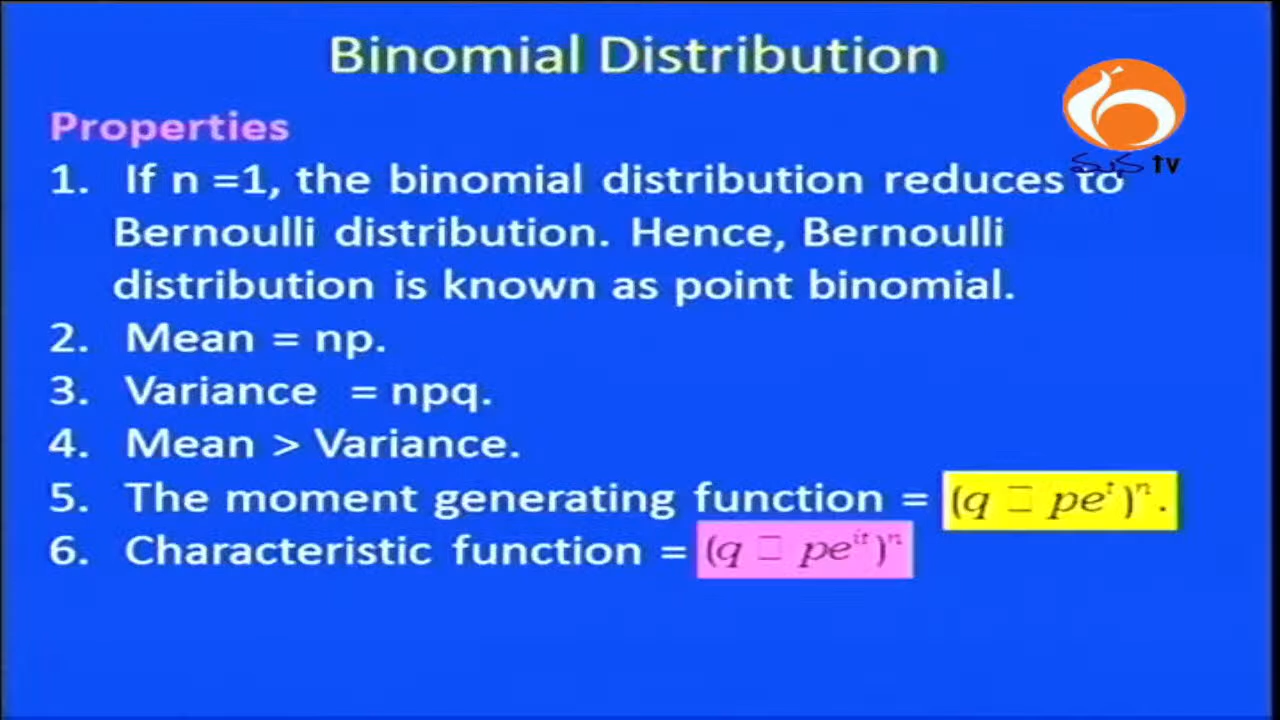 Binomial Distribution
మన tv
Properties
1. If n =1, the binomial distribution reduces to
Bernoulli distribution. Hence, Bernoulli
distribution is known as point binomial.
2. Mean = np.
3. Variance = npq.
4. Mean > Variance.
5. The moment generating function = (q □ pe^t)^n.
6. Characteristic function = (q □ pe^it)^n